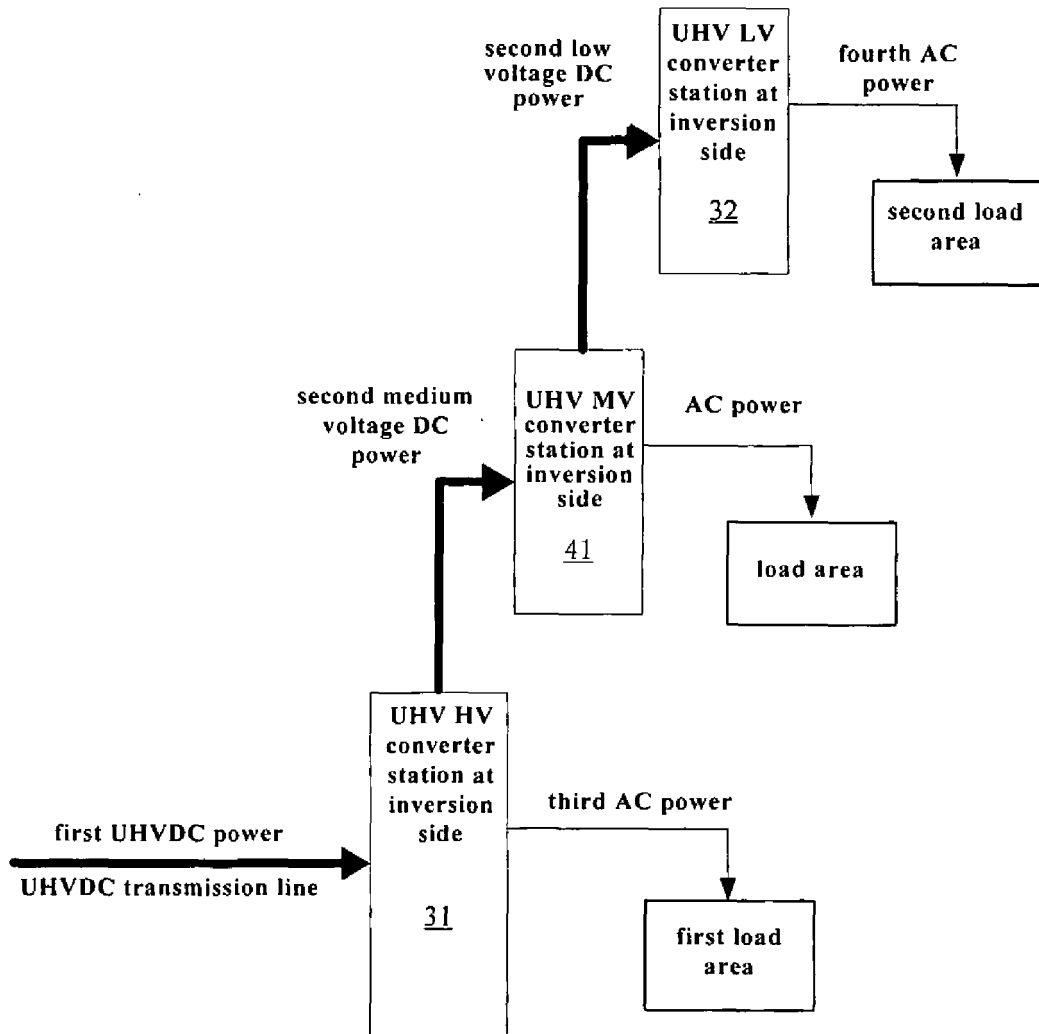 second low
voltage DC
power
UHV LV
converter
station at
inversion
side
32
fourth AC
power
second load
area
second medium
voltage DC
power
UHV MV
converter
station at
inversion
side
41
AC power
load area
UHV HV
converter
station at
inversion
side
31
first UHVDC power
UHVDC transmission line
third AC power
first load
area